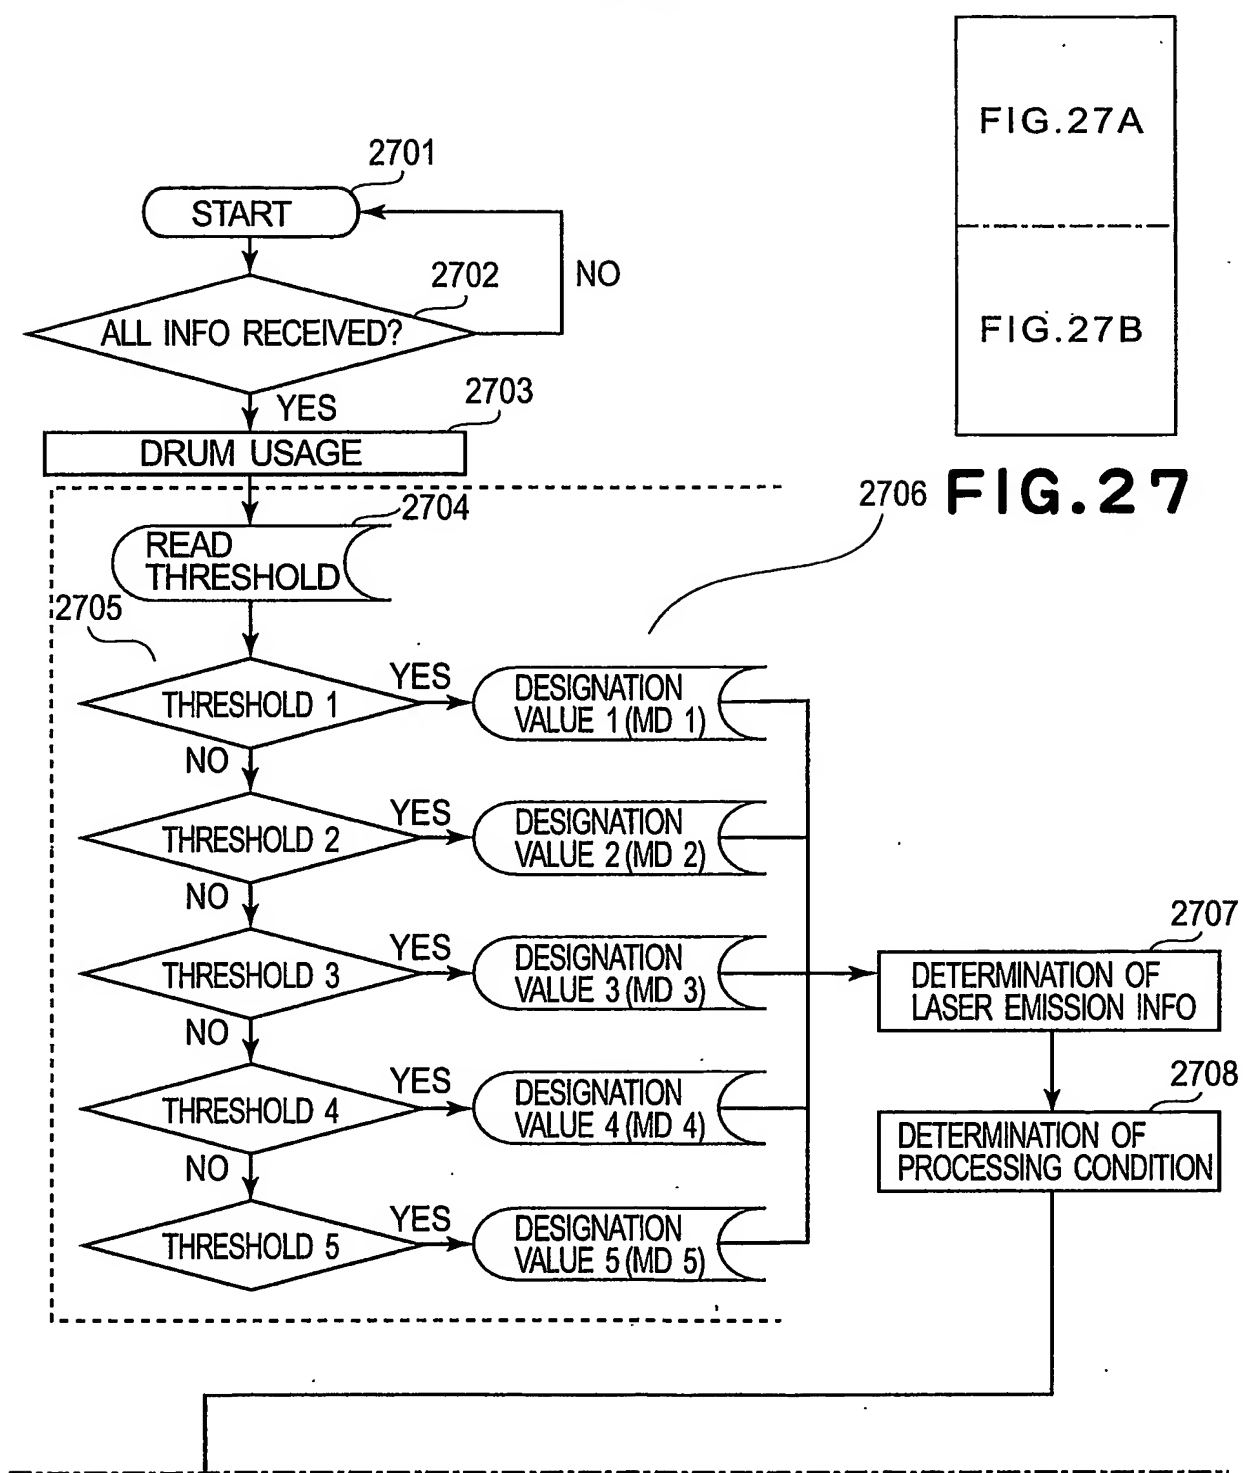 FIG.27A
FIG.27B
FIG.27
2701
START
NO
2702
ALL INFO RECEIVED?
YES
2703
DRUM USAGE
2704
READ
THRESHOLD
2705
2706
THRESHOLD 1
YES
DESIGNATION
VALUE 1 (MD 1)
NO
THRESHOLD 2
YES
DESIGNATION
VALUE 2 (MD 2)
NO
THRESHOLD 3
YES
DESIGNATION
VALUE 3 (MD 3)
NO
THRESHOLD 4
YES
DESIGNATION
VALUE 4 (MD 4)
NO
THRESHOLD 5
YES
DESIGNATION
VALUE 5 (MD 5)
2707
DETERMINATION OF
LASER EMISSION INFO
2708
DETERMINATION OF
PROCESSING CONDITION